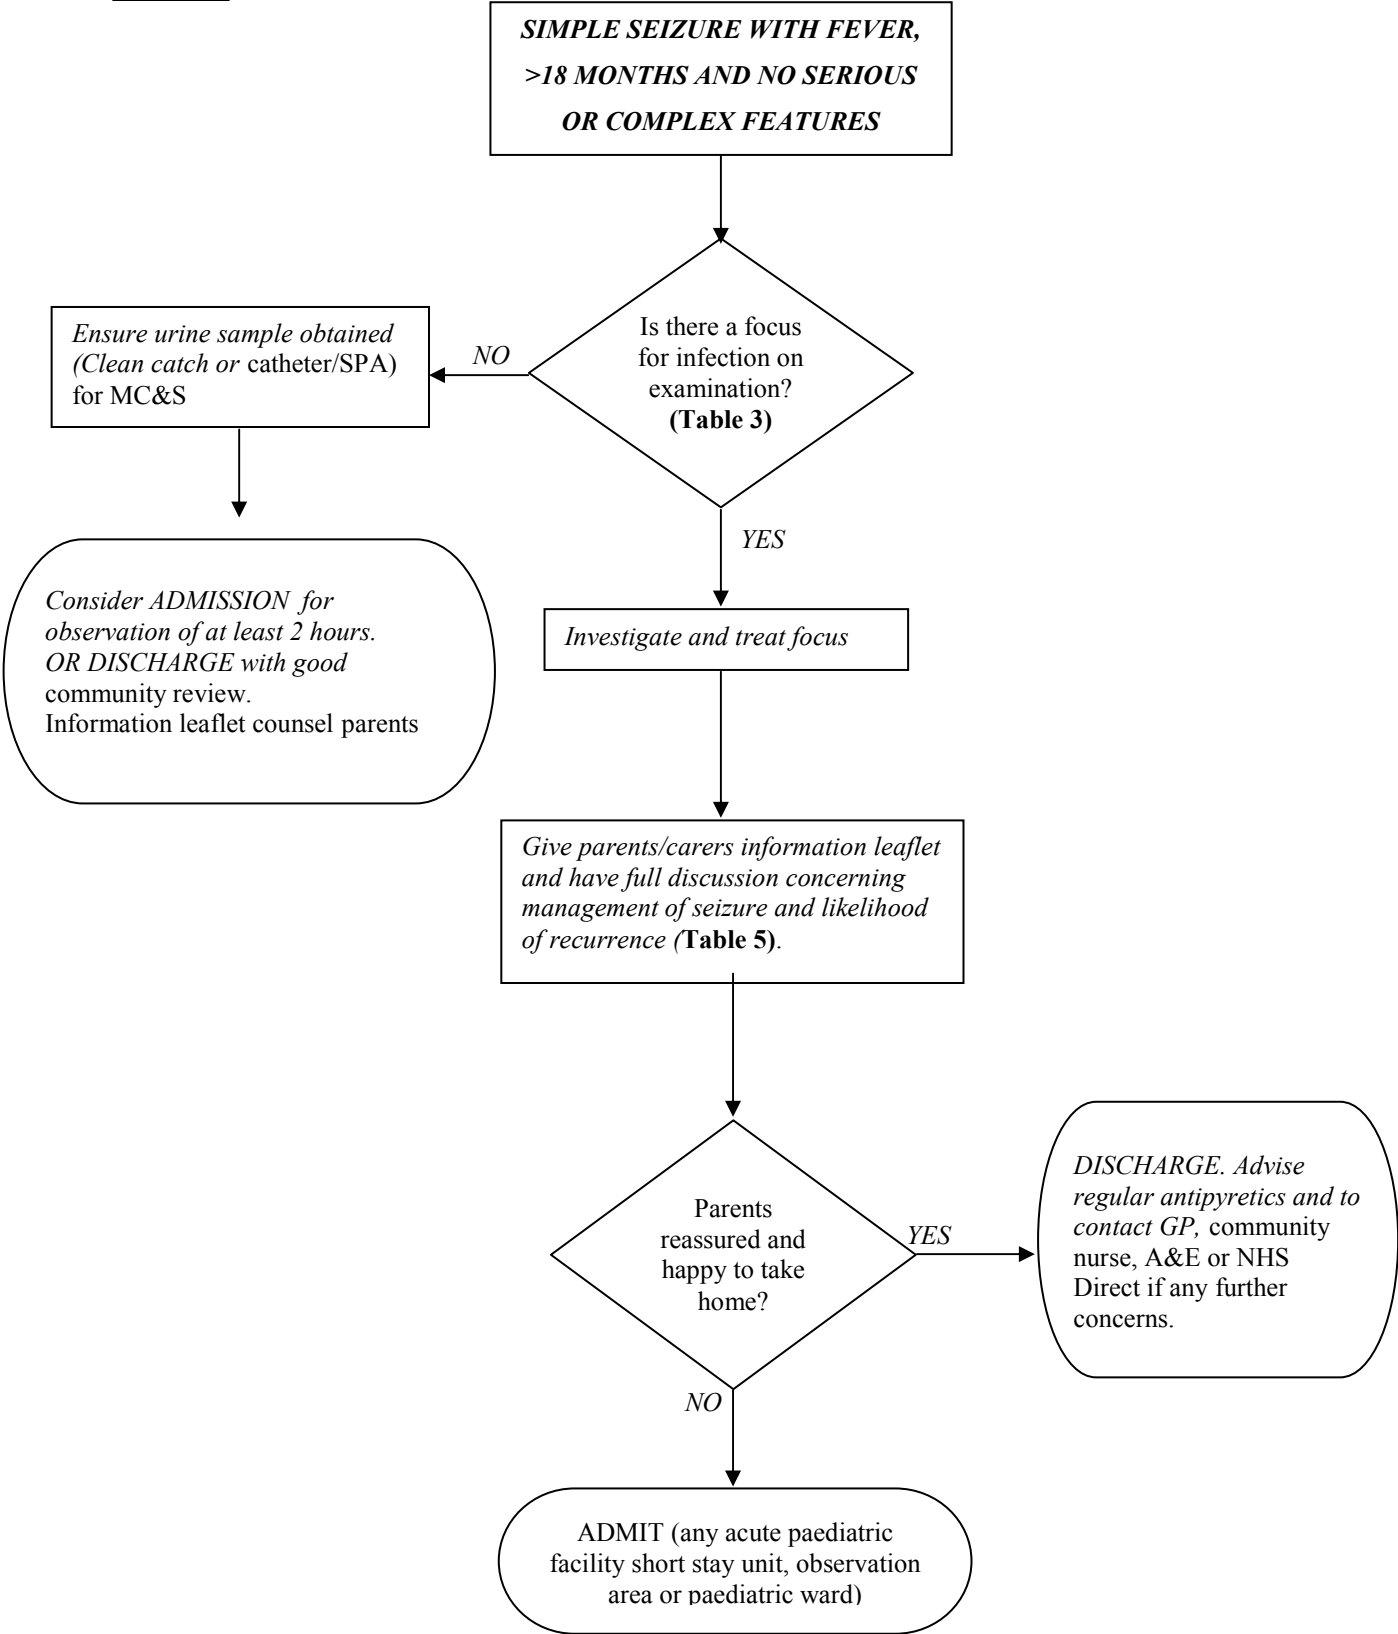 SIMPLE SEIZURE WITH FEVER,
>18 MONTHS AND NO SERIOUS
OR COMPLEX FEATURES
Is there a focus
for infection on
examination?
(Table 3)
NO
Ensure urine sample obtained
(Clean catch or catheter/SPA)
for MC&S
Consider ADMISSION for
observation of at least 2 hours.
OR DISCHARGE with good
community review.
Information leaflet counsel parents
YES
Investigate and treat focus
Give parents/carers information leaflet
and have full discussion concerning
management of seizure and likelihood
of recurrence (Table 5).
Parents
reassured and
happy to take
home?
YES
DISCHARGE. Advise
regular antipyretics and to
contact GP, community
nurse, A&E or NHS
Direct if any further
concerns.
NO
ADMIT (any acute paediatric
facility short stay unit, observation
area or paediatric ward)